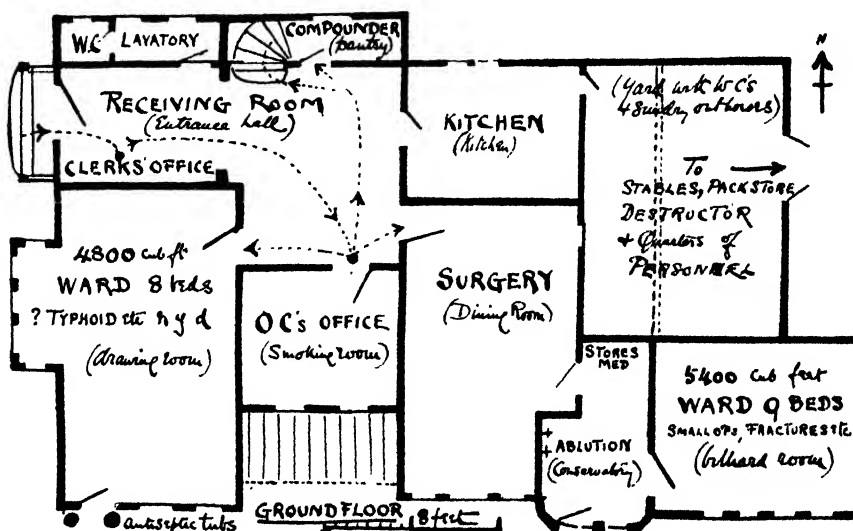 W.C
LAVATORY
COMPOUNDER
(pantry)
N
RECEIVING ROOM
(Entrance hall)
CLERKS' OFFICE
KITCHEN
(Kitchen)
(Yard with WC's
& Sundry outhouses)
To
STABLES, PACKSTORE
DESTRUCTOR
& Quarters of
PERSONNEL
4800 cub ft
WARD 8 beds
? TYPHOID etc
(drawing room)
OC's OFFICE
(Smoking room)
SURGERY
(Dining Room)
STORES
MED
5400 Cub feet
WARD 9 BEDS
SMALL OPS, FRACTURES ETC
(billiard room)
ABLUTION
(Conservatory)
antiseptic tubs
GROUND FLOOR
8 feet